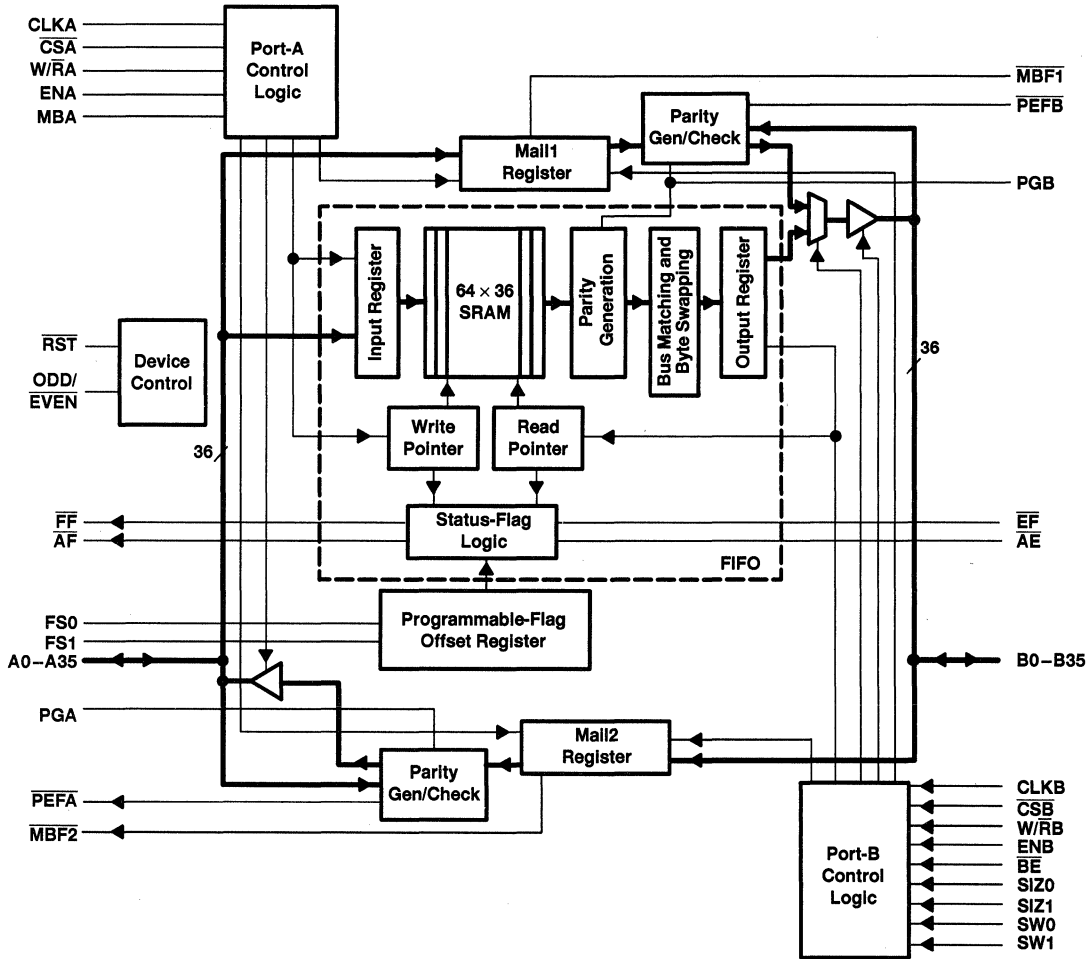 CLKA
CSA
W/RA
ENA
MBA
Port-A
Control
Logic
MBF1
PEFB
PGB
Parity
Gen/Check
Mail1
Register
Input Register
64 × 36
SRAM
Parity
Generation
Bus Matching and
Byte Swapping
Output Register
RST
ODD/
EVEN
Device
Control
36
36
Write
Pointer
Read
Pointer
FF
AF
Status-Flag
Logic
EF
AE
FIFO
FS0
FS1
Programmable-Flag
Offset Register
A0–A35
B0–B35
PGA
Mail2
Register
Parity
Gen/Check
PEFA
MBF2
Port-B
Control
Logic
CLKB
CSB
W/RB
ENB
BE
SIZ0
SIZ1
SW0
SW1